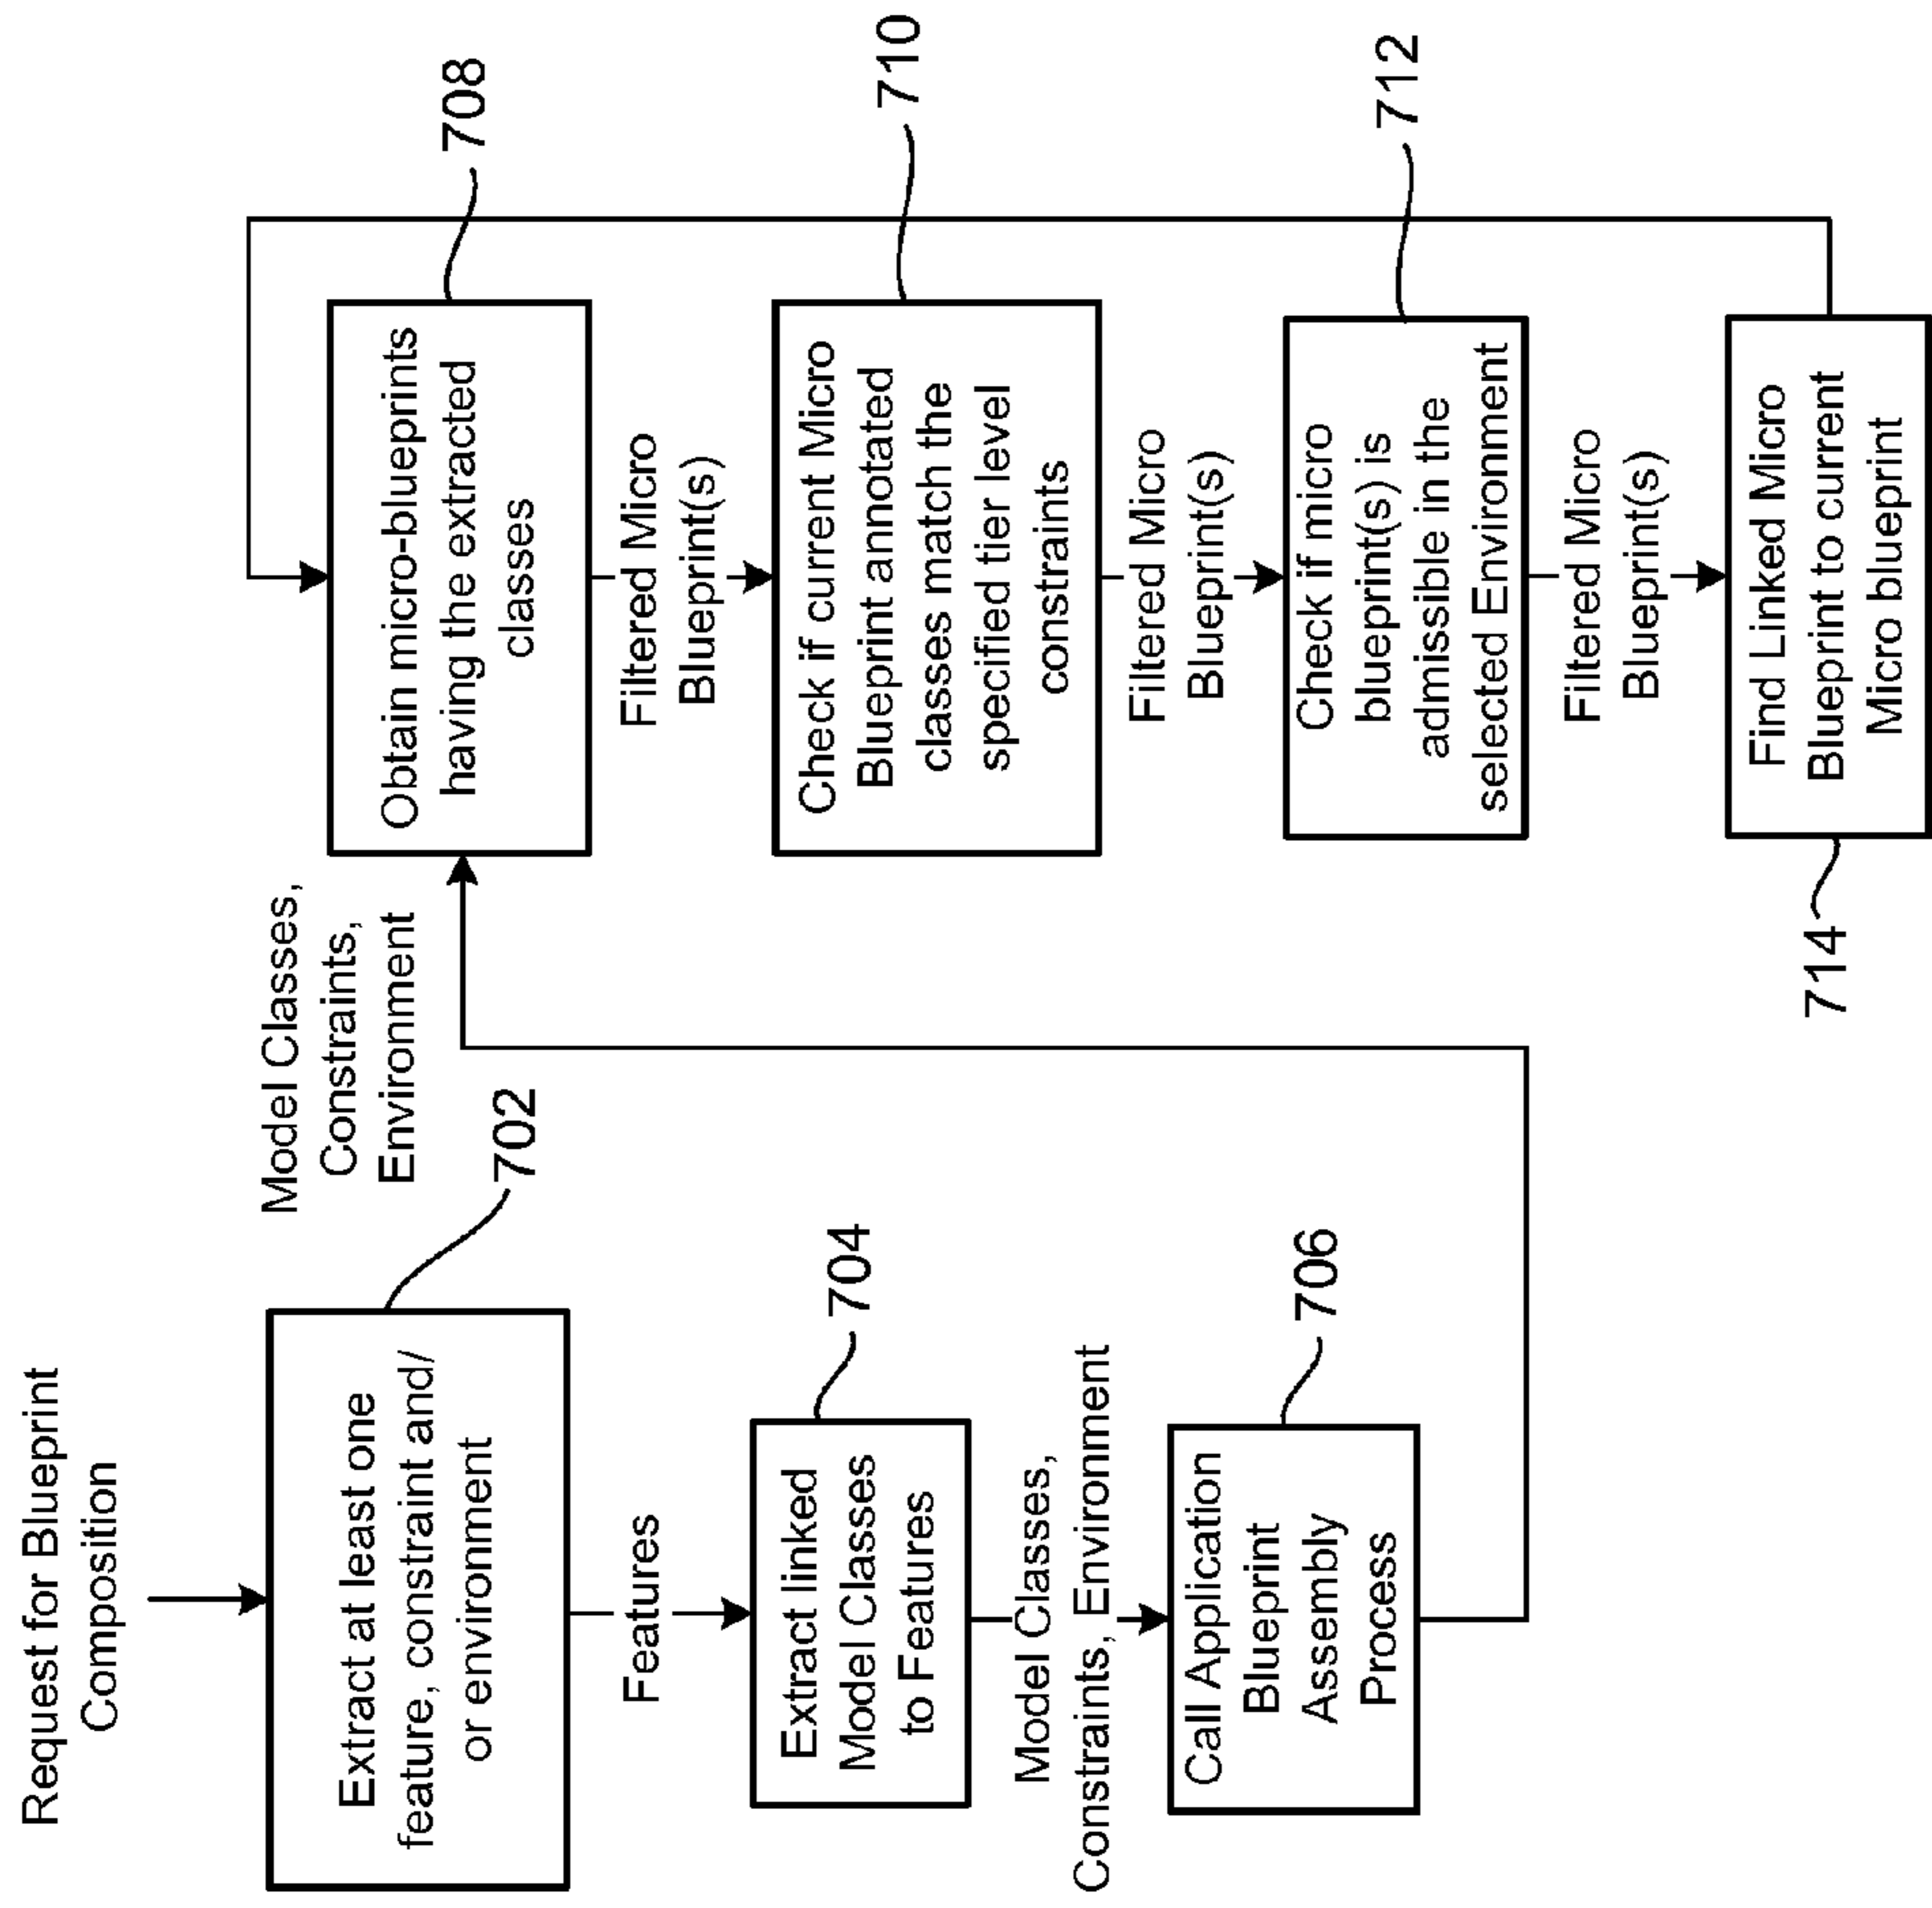 Request for Blueprint
Composition
702
Extract at least one
feature, constraint and/
or environment
Features
704
Extract linked
Model Classes
to Features
Model Classes,
Constraints, Environment
706
Call Application
Blueprint
Assembly
Process
Model Classes,
Constraints,
Environment
708
Obtain micro-blueprints
having the extracted
classes
Filtered Micro
Blueprint(s)
710
Check if current Micro
Blueprint annotated
classes match the
specified tier level
constraints
Filtered Micro
Blueprint(s)
712
Check if micro
blueprint(s) is
admissible in the
selected Environment
Filtered Micro
Blueprint(s)
714
Find Linked Micro
Blueprint to current
Micro blueprint